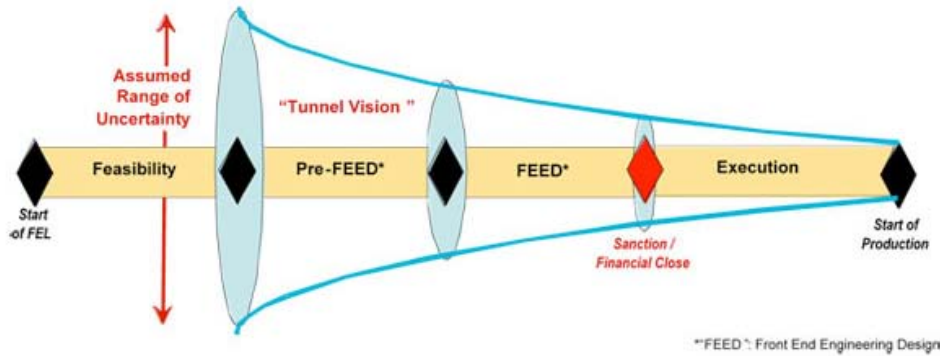 Assumed
Range of
Uncertainty
"Tunnel Vision "
Feasibility
Pre-FEED*
FEED*
Execution
Start
-of FEL
Sanction /
Financial Close
Start of
Production
*"FEED": Front End Engineering Design